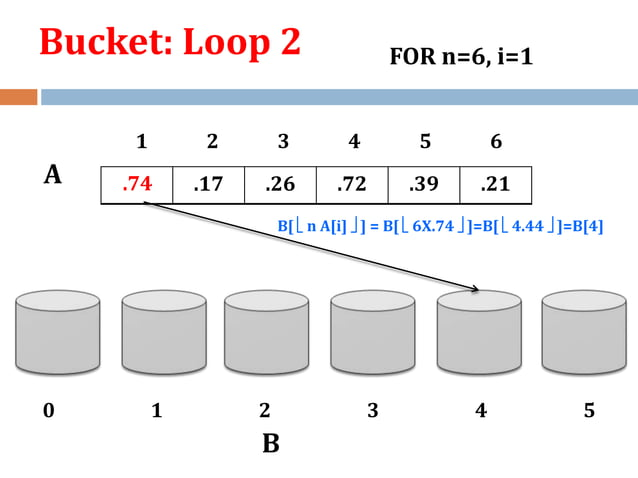 Bucket: Loop 2
FOR n=6, i=1
1 2 3 4 5 6
A
.74 .17 .26 .72 .39 .21
B[⎣ n A[i] ⎦] = B[⎣ 6X.74 ⎦]=B[⎣ 4.44 ⎦]=B[4]
0 1 2 3 4 5
B